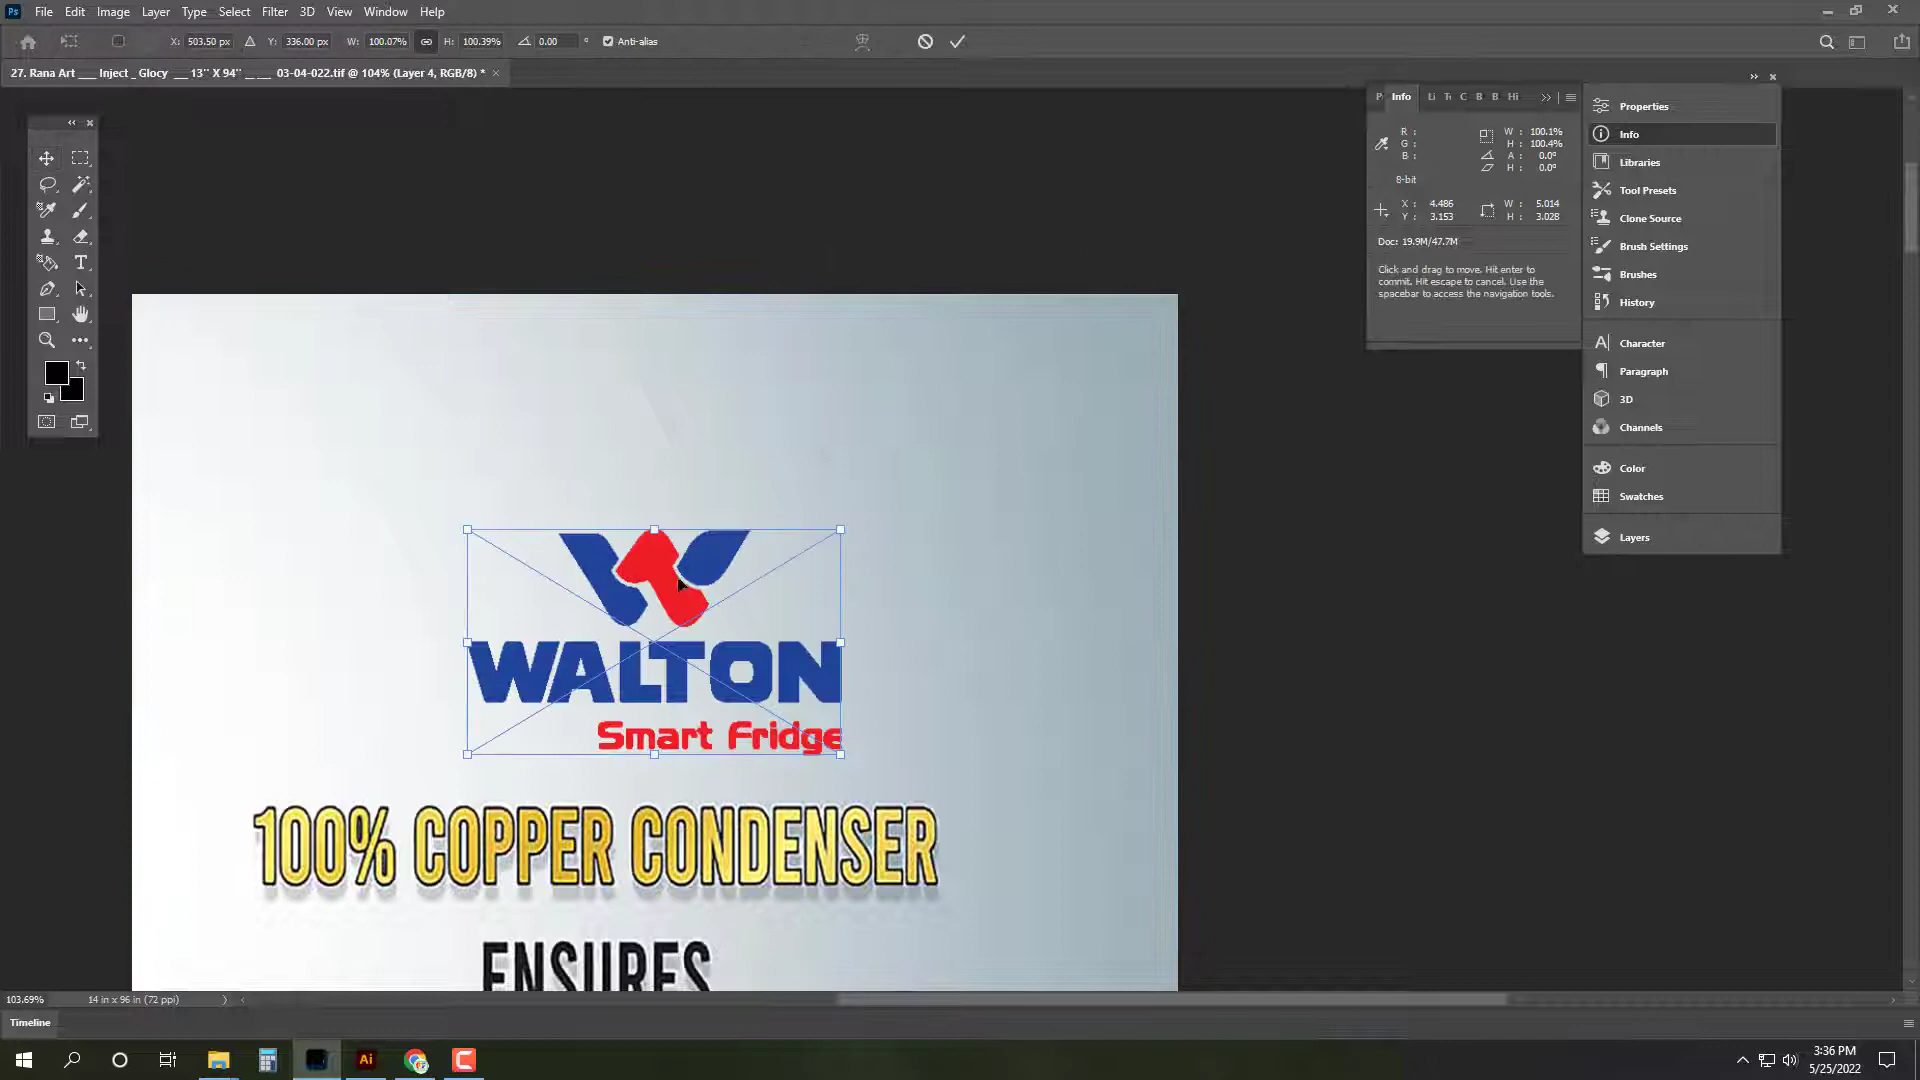 Ps File Edit Image Layer Type Select Filter 3D View Window Help
X: 503.50 px Y: 336.00 px W: 100.07% H: 100.39% 0.00 ° Anti-alias
27. Rana Art ___ Inject _ Glocy ___ 13'' X 94'' __ ___ 03-04-022.tif @ 104% (Layer 4, RGB/8) * ×
P Info Li Tc C B B Hi
R :
G :
B :
8-bit
W : 100.1%
H : 100.4%
A : 0.0°
H : 0.0°
X : 4.486
Y : 3.153
W : 5.014
H : 3.028
Doc: 19.9M/47.7M
Click and drag to move. Hit enter to
commit. Hit escape to cancel. Use the
spacebar to access the navigation tools.
Properties
Info
Libraries
Tool Presets
Clone Source
Brush Settings
Brushes
History
Character
Paragraph
3D
Channels
Color
Swatches
Layers
WALTON
Smart Fridge
100% COPPER CONDENSER
ENSURES
103.69% 14 in x 96 in (72 ppi)
Timeline
Ai
3:36 PM
5/25/2022